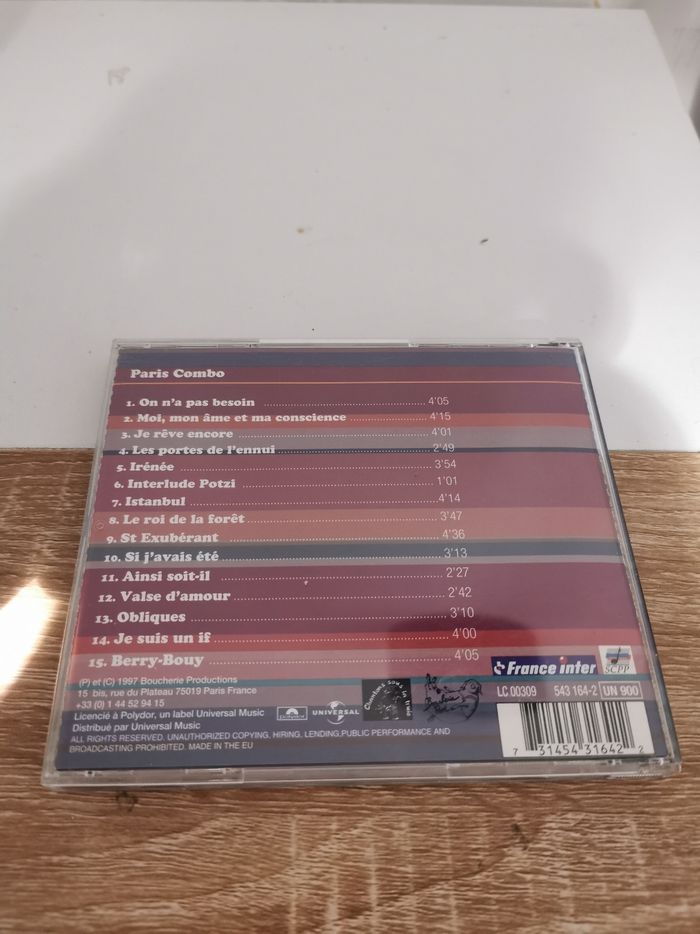 Paris Combo
1. On n'a pas besoin ........ 4'05
2. Moi, mon âme et ma conscience ........ 4'15
3. Je rêve encore ........ 4'01
4. Les portes de l'ennui ........ 2'49
5. Irénée ........ 3'54
6. Interlude Potzi ........ 1'01
7. Istanbul ........ 4'14
8. Le roi de la forêt ........ 3'47
9. St Exubérant ........ 4'36
10. Si j'avais été ........ 3'13
11. Ainsi soit-il ........ 2'27
12. Valse d'amour ........ 2'42
13. Obliques ........ 3'10
14. Je suis un if ........ 4'00
15. Berry-Bouy ........ 4'05
France inter
SCPP
(P) et (C) 1997 Boucherie Productions
15 bis, rue du Plateau 75019 Paris France
+33 (0) 1 44 52 94 15
LC 00309 543 164-2 UN 900
Licencié à Polydor, un label Universal Music
Distribué par Universal Music
polydor
UNIVERSAL
Chantons sous la truie
ALL RIGHTS RESERVED. UNAUTHORIZED COPYING, HIRING, LENDING,PUBLIC PERFORMANCE AND
BROADCASTING PROHIBITED. MADE IN THE EU
7 31454 31642 2